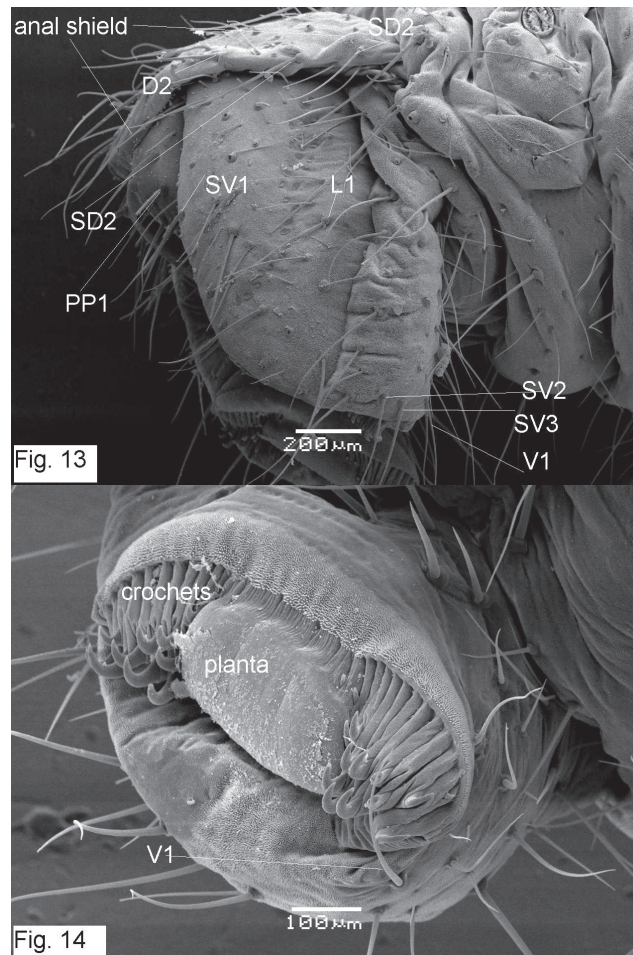 anal shield
SD2
D2
SV1
L1
SD2
PP1
SV2
SV3
V1
200µm
Fig. 13
crochets
planta
V1
100µm
Fig. 14